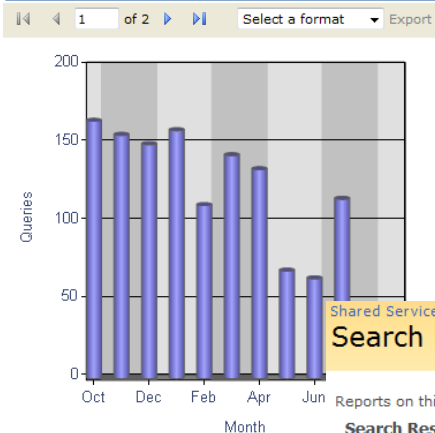 1 of 2 Select a format Export
200
150
100
50
0
Queries
Oct Dec Feb Apr Jun
Month
Shared Service
Search
Reports on thi
Search Res